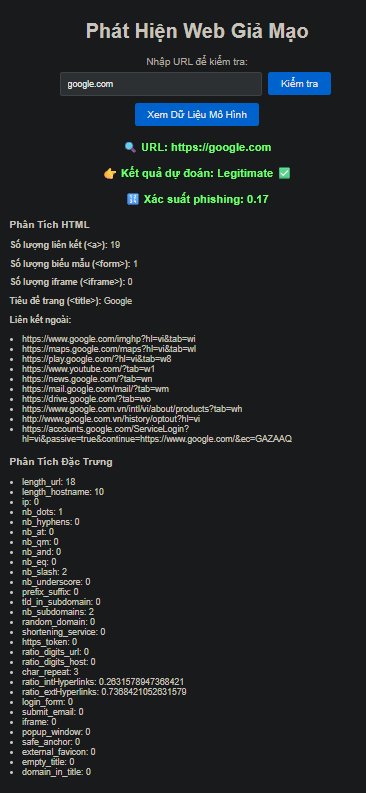 Phát Hiện Web Giả Mạo
Nhập URL để kiểm tra:
google.com
Kiểm tra
Xem Dữ Liệu Mô Hình
🔍 URL: https://google.com
👉 Kết quả dự đoán: Legitimate ✅
🔢 Xác suất phishing: 0.17
Phân Tích HTML
Số lượng liên kết (<a>): 19
Số lượng biểu mẫu (<form>): 1
Số lượng iframe (<iframe>): 0
Tiêu đề trang (<title>): Google
Liên kết ngoài:
• https://www.google.com/imghp?hl=vi&tab=wi
• https://maps.google.com/maps?hl=vi&tab=wl
• https://play.google.com/?hl=vi&tab=w8
• https://www.youtube.com/?tab=w1
• https://news.google.com/?tab=wn
• https://mail.google.com/mail/?tab=wm
• https://drive.google.com/?tab=wo
• https://www.google.com.vn/intl/vi/about/products?tab=wh
• http://www.google.com.vn/history/optout?hl=vi
• https://accounts.google.com/ServiceLogin?
hl=vi&passive=true&continue=https://www.google.com/&ec=GAZAAQ
Phân Tích Đặc Trưng
• length_url: 18
• length_hostname: 10
• ip: 0
• nb_dots: 1
• nb_hyphens: 0
• nb_at: 0
• nb_qm: 0
• nb_and: 0
• nb_eq: 0
• nb_slash: 2
• nb_underscore: 0
• prefix_suffix: 0
• tld_in_subdomain: 0
• nb_subdomains: 2
• random_domain: 0
• shortening_service: 0
• https_token: 0
• ratio_digits_url: 0
• ratio_digits_host: 0
• char_repeat: 3
• ratio_intHyperlinks: 0.2631578947368421
• ratio_extHyperlinks: 0.7368421052631579
• login_form: 0
• submit_email: 0
• iframe: 0
• popup_window: 0
• safe_anchor: 0
• external_favicon: 0
• empty_title: 0
• domain_in_title: 0